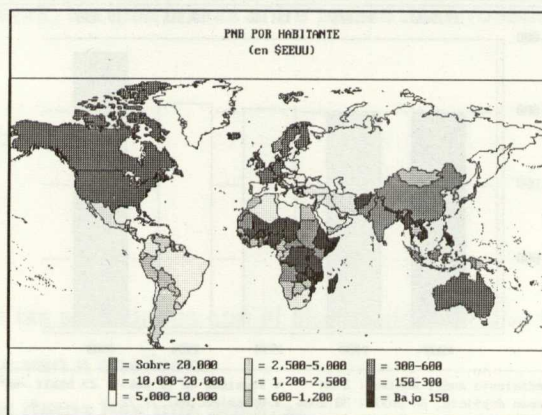 PNB POR HABITANTE
(en $EEUU)
= Sobre 20,000
= 2,500-5,000
= 300-600
= 10,000-20,000
= 1,200-2,500
= 150-300
= 5,000-10,000
= 600-1,200
= Bajo 150